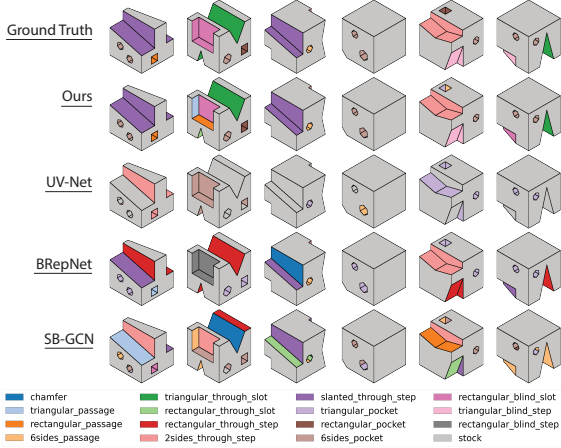 Ground Truth
Ours
UV-Net
BRepNet
SB-GCN
chamfer
triangular_through_slot
slanted_through_step
rectangular_blind_slot
triangular_passage
rectangular_through_slot
triangular_pocket
triangular_blind_step
rectangular_passage
rectangular_through_step
rectangular_pocket
rectangular_blind_step
6sides_passage
2sides_through_step
6sides_pocket
stock